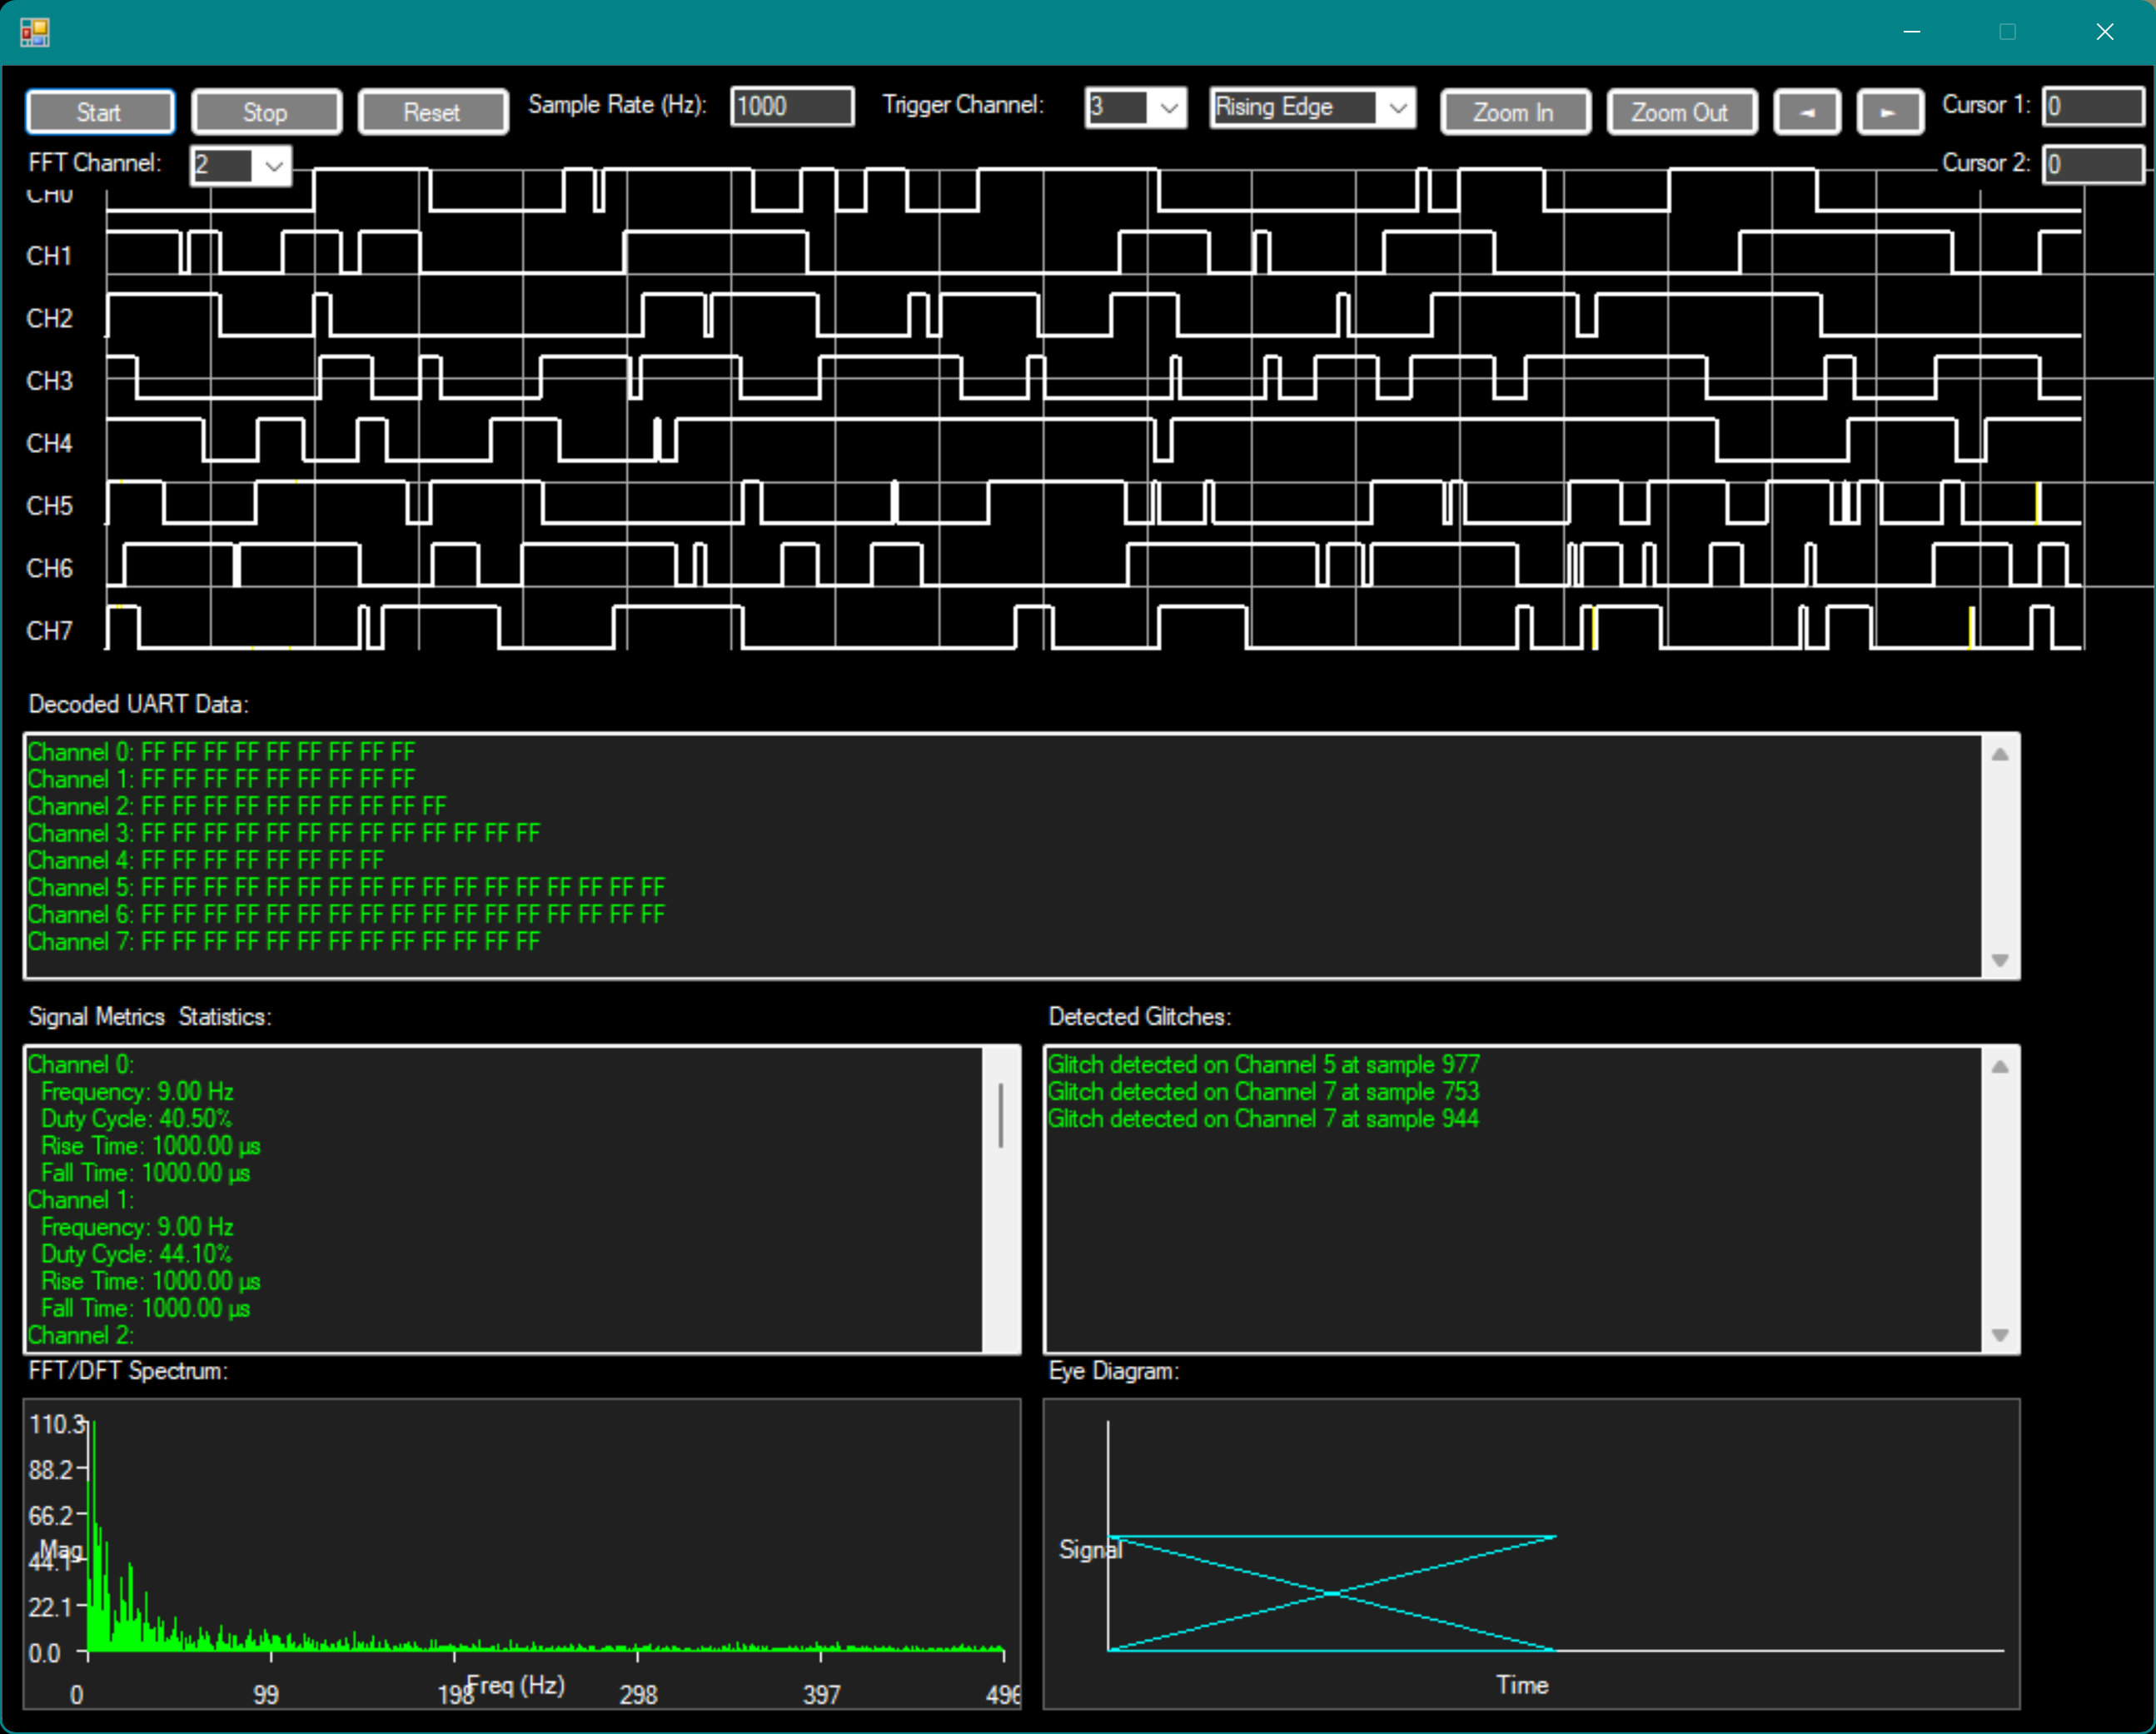 Start Stop Reset Sample Rate (Hz): 1000 Trigger Channel: 3 Rising Edge Zoom In Zoom Out ◄ ► Cursor 1: 0
FFT Channel: 2 Cursor 2: 0
CH0
CH1
CH2
CH3
CH4
CH5
CH6
CH7
Decoded UART Data:
Channel 0: FF FF FF FF FF FF FF FF FF
Channel 1: FF FF FF FF FF FF FF FF FF
Channel 2: FF FF FF FF FF FF FF FF FF FF
Channel 3: FF FF FF FF FF FF FF FF FF FF FF FF FF
Channel 4: FF FF FF FF FF FF FF FF
Channel 5: FF FF FF FF FF FF FF FF FF FF FF FF FF FF FF FF FF
Channel 6: FF FF FF FF FF FF FF FF FF FF FF FF FF FF FF FF FF
Channel 7: FF FF FF FF FF FF FF FF FF FF FF FF FF
Signal Metrics  Statistics:
Channel 0:
Frequency: 9.00 Hz
Duty Cycle: 40.50%
Rise Time: 1000.00 µs
Fall Time: 1000.00 µs
Channel 1:
Frequency: 9.00 Hz
Duty Cycle: 44.10%
Rise Time: 1000.00 µs
Fall Time: 1000.00 µs
Channel 2:
Detected Glitches:
Glitch detected on Channel 5 at sample 977
Glitch detected on Channel 7 at sample 753
Glitch detected on Channel 7 at sample 944
FFT/DFT Spectrum:
110.3
88.2
66.2
Mag
44.1
22.1
0.0
0 99 198 298 397 496
Freq (Hz)
Eye Diagram:
Signal
Time